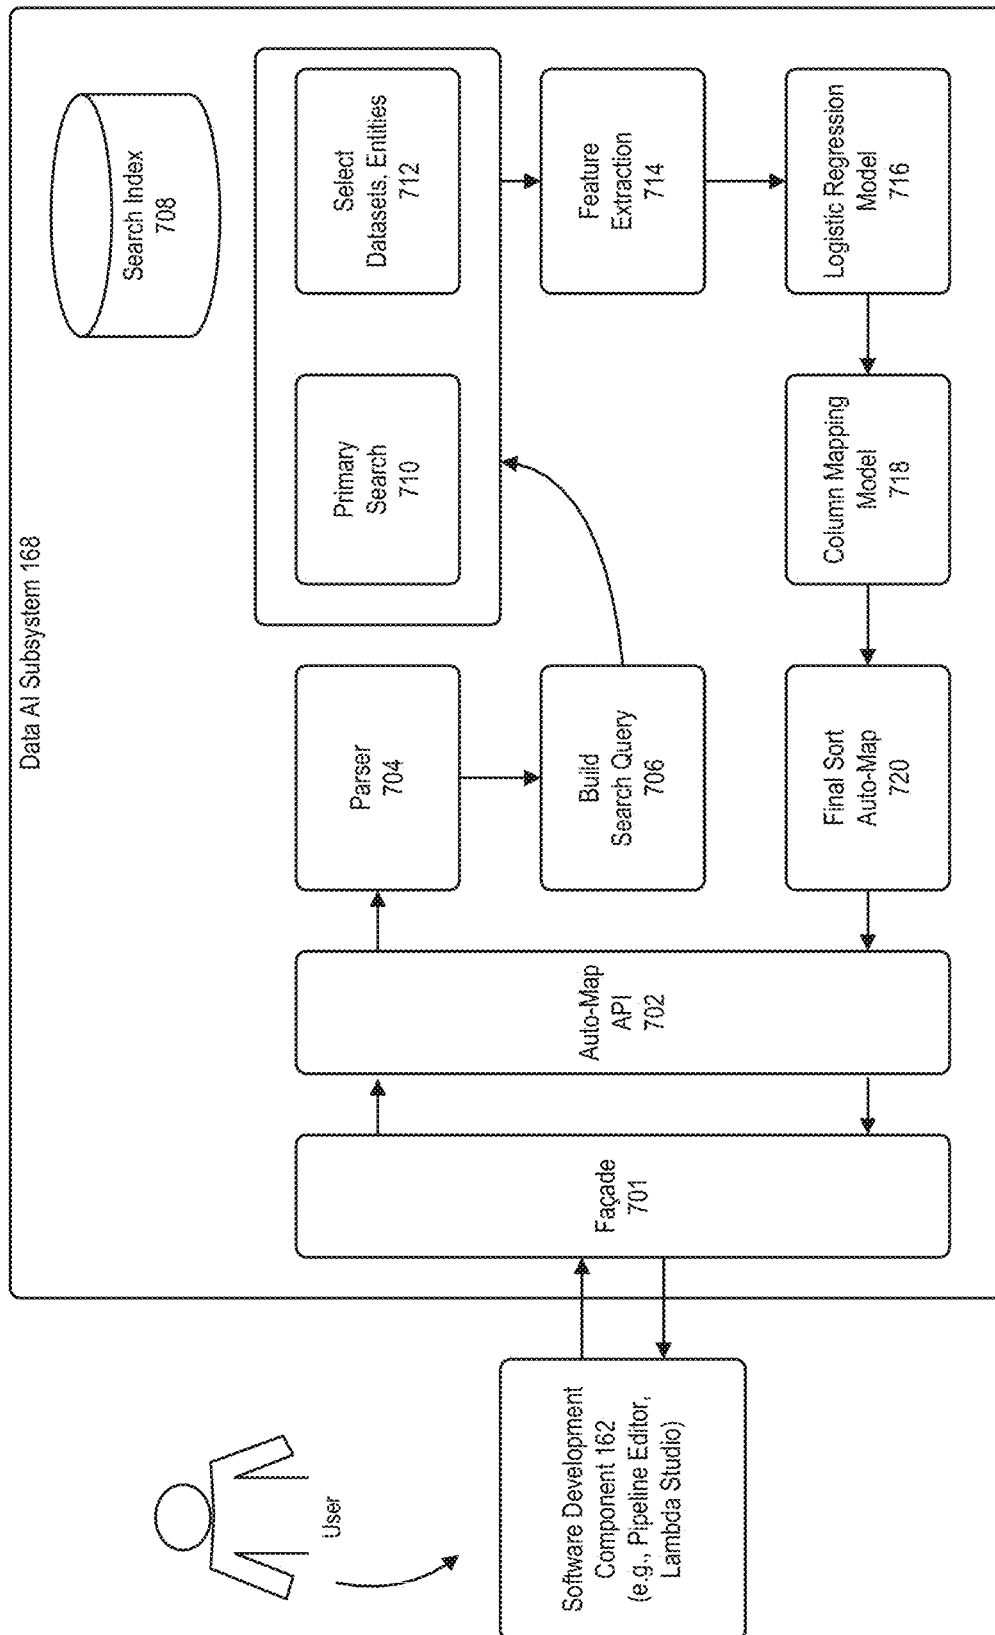 Data AI Subsystem 168
User
Software Development
Component 162
(e.g., Pipeline Editor,
Lambda Studio)
Façade
701
Auto-Map
API
702
Parser
704
Build
Search Query
706
Search Index
708
Primary
Search
710
Select
Datasets, Entities
712
Feature
Extraction
714
Logistic Regression
Model
716
Column Mapping
Model
718
Final Sort
Auto-Map
720